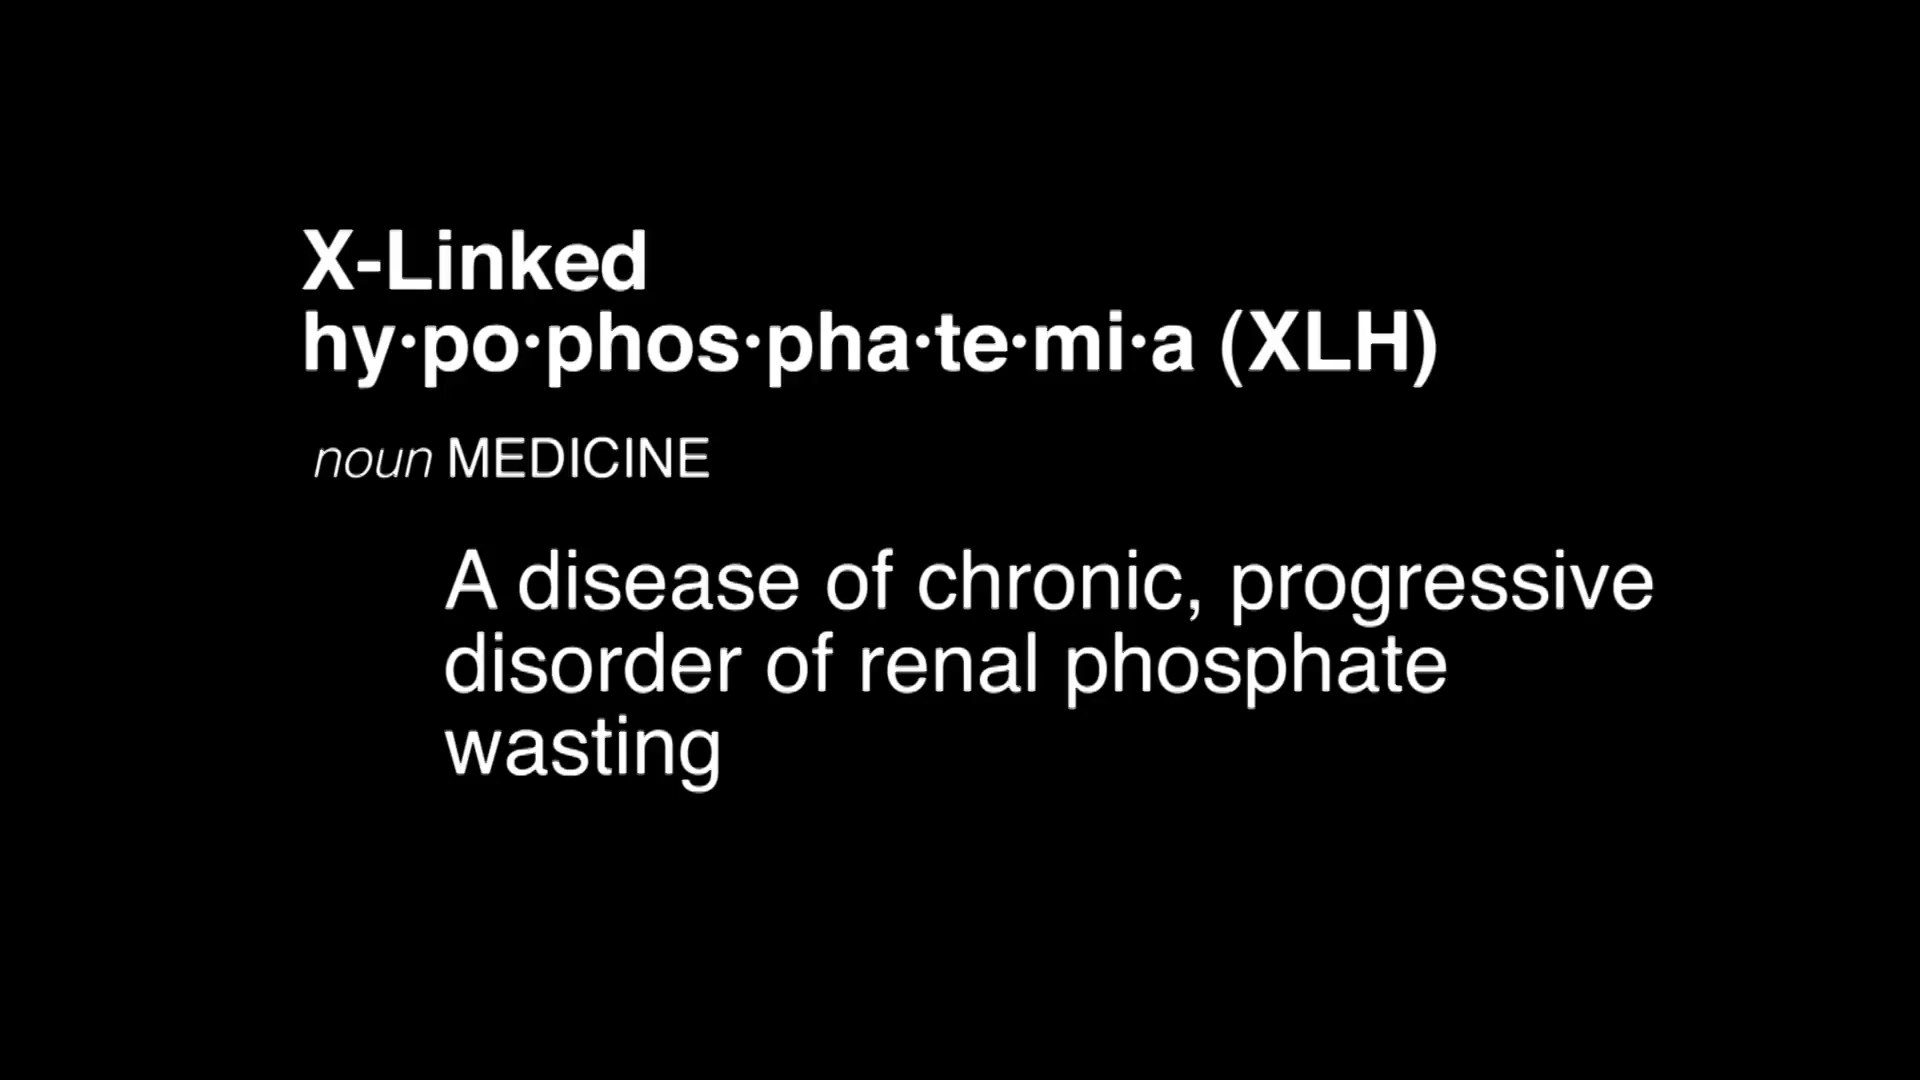 X-Linked
hy·po·phos·pha·te·mi·a (XLH)
noun MEDICINE
A disease of chronic, progressive
disorder of renal phosphate
wasting